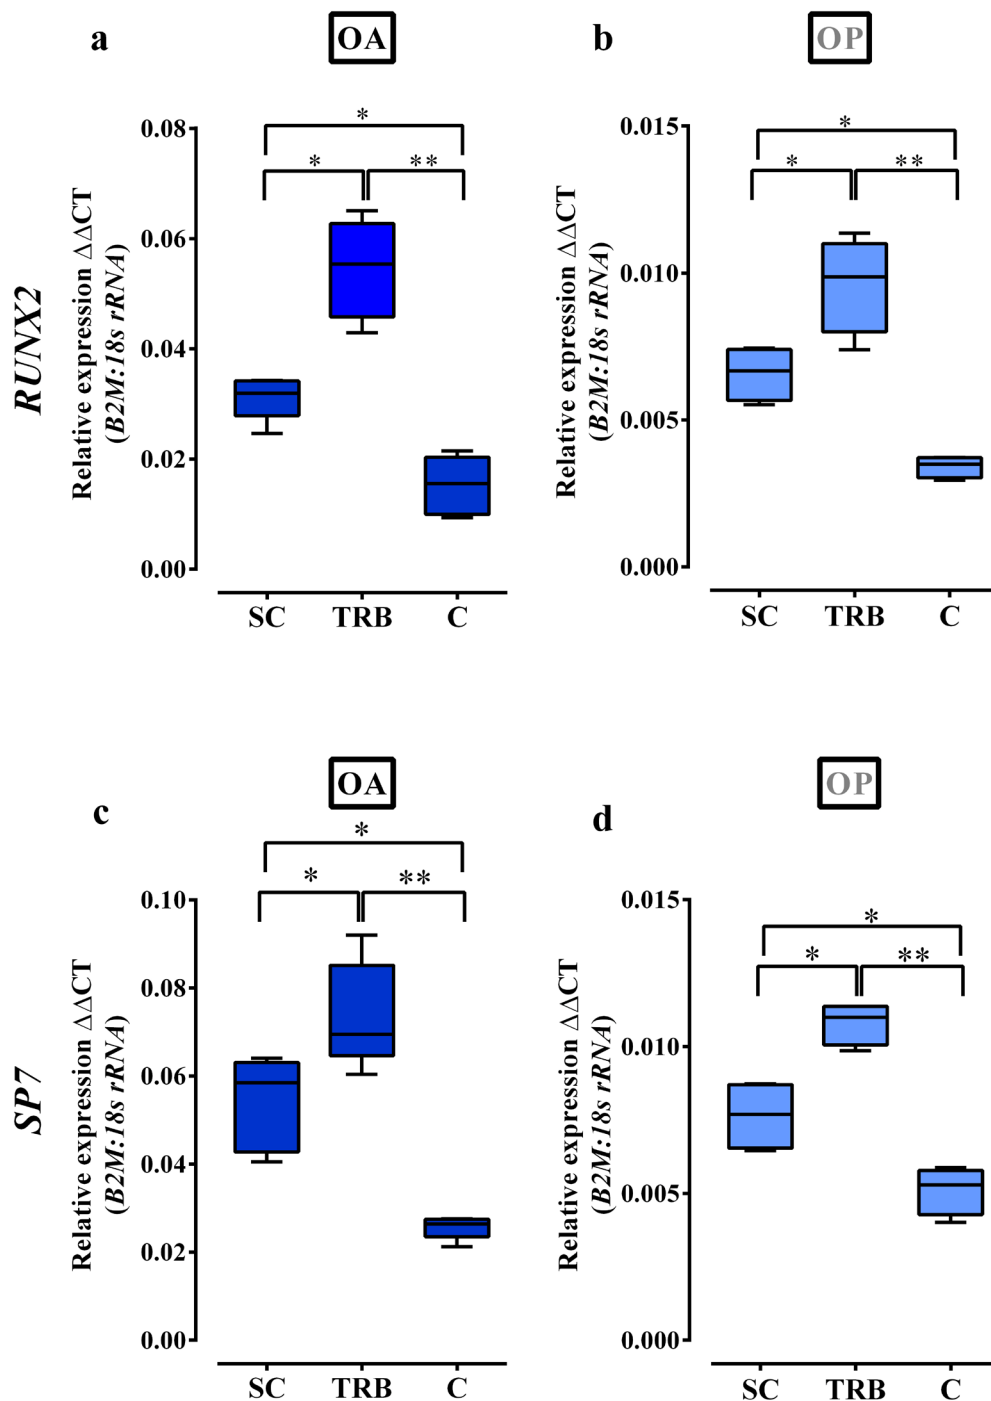 a
OA
b
OP
RUNX2
Relative expression ΔΔCT
(B2M:18s rRNA)
0.08
0.06
0.04
0.02
0.00
*
*
**
SC TRB C
Relative expression ΔΔCT
(B2M:18s rRNA)
0.015
0.010
0.005
0.000
*
*
**
SC TRB C
c
OA
d
OP
SP7
Relative expression ΔΔCT
(B2M:18s rRNA)
0.10
0.08
0.06
0.04
0.02
0.00
*
*
**
SC TRB C
Relative expression ΔΔCT
(B2M:18s rRNA)
0.015
0.010
0.005
0.000
*
*
**
SC TRB C